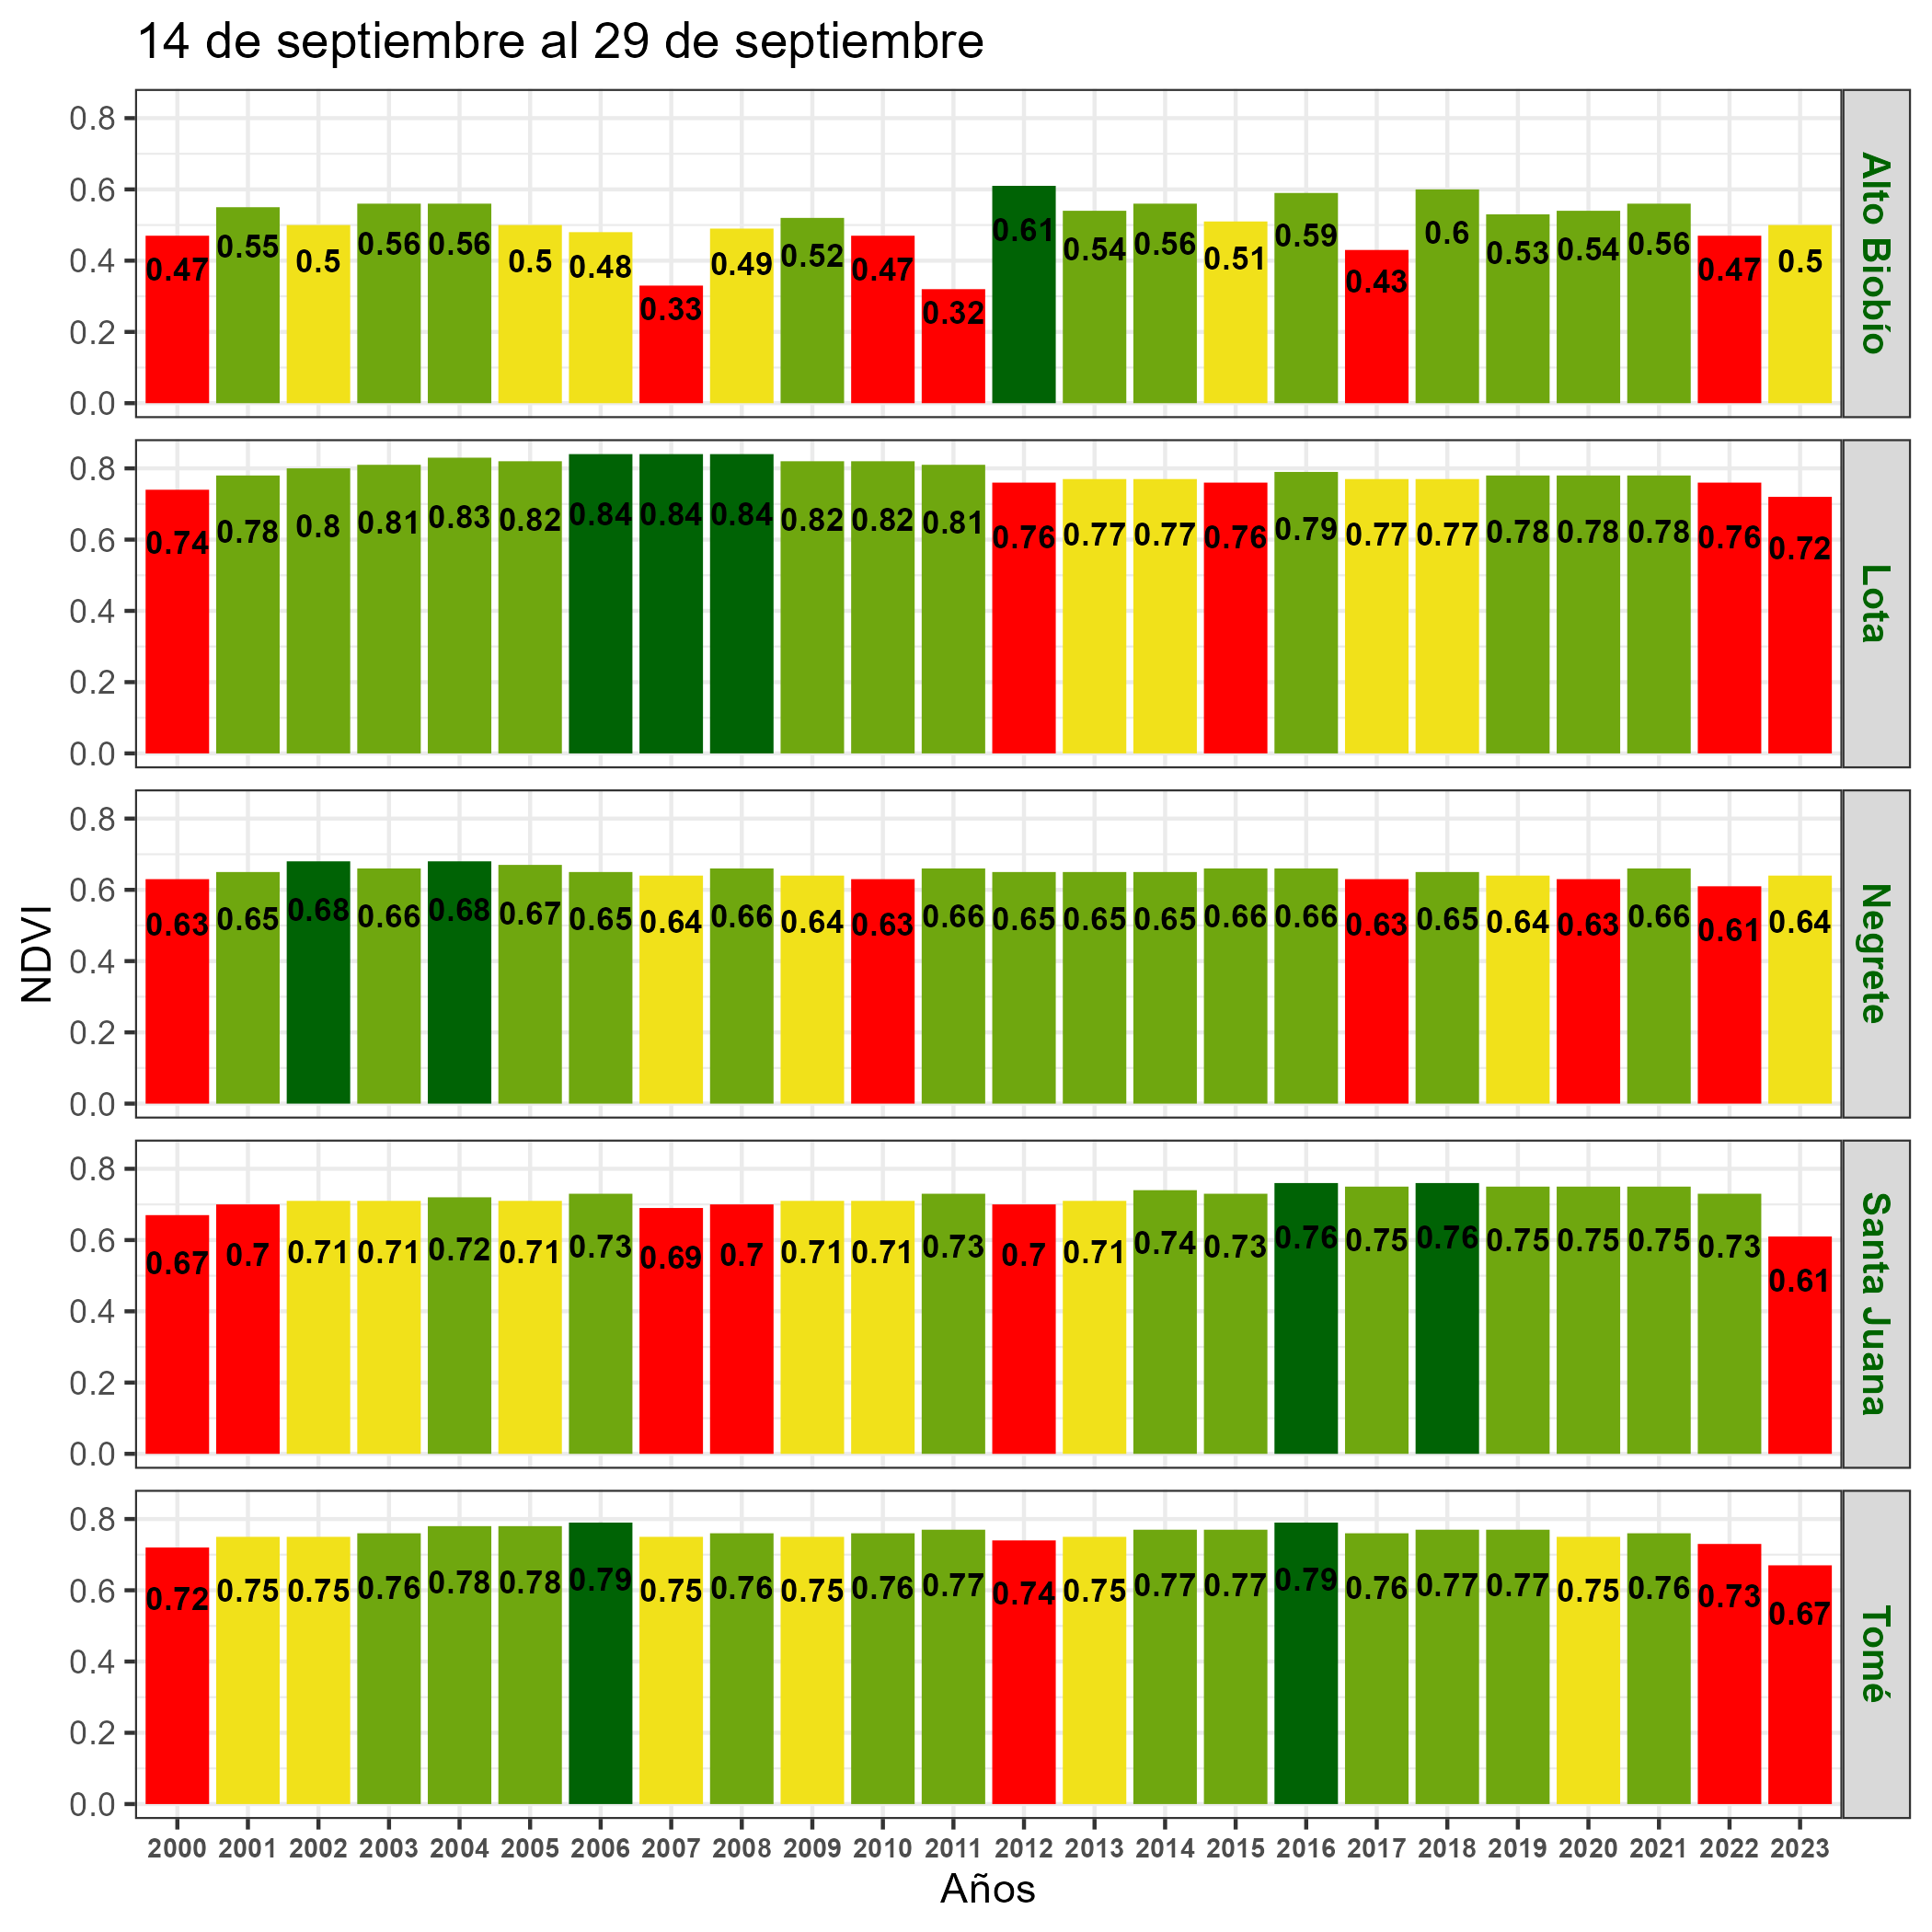 14 de septiembre al 29 de septiembre
0.8
0.6
0.4
0.2
0.0
0.47 0.55 0.5 0.56 0.56 0.5 0.48 0.33 0.49 0.52 0.47 0.32 0.61 0.54 0.56 0.51 0.59 0.43 0.6 0.53 0.54 0.56 0.47 0.5
Alto Biobío
0.8
0.6
0.4
0.2
0.0
0.74 0.78 0.8 0.81 0.83 0.82 0.84 0.84 0.84 0.82 0.82 0.81 0.76 0.77 0.77 0.76 0.79 0.77 0.77 0.78 0.78 0.78 0.76 0.72
Lota
NDVI
0.8
0.6
0.4
0.2
0.0
0.63 0.65 0.68 0.66 0.68 0.67 0.65 0.64 0.66 0.64 0.63 0.66 0.65 0.65 0.65 0.66 0.66 0.63 0.65 0.64 0.63 0.66 0.61 0.64
Negrete
0.8
0.6
0.4
0.2
0.0
0.67 0.7 0.71 0.71 0.72 0.71 0.73 0.69 0.7 0.71 0.71 0.73 0.7 0.71 0.74 0.73 0.76 0.75 0.76 0.75 0.75 0.75 0.73 0.61
Santa Juana
0.8
0.6
0.4
0.2
0.0
0.72 0.75 0.75 0.76 0.78 0.78 0.79 0.75 0.76 0.75 0.76 0.77 0.74 0.75 0.77 0.77 0.79 0.76 0.77 0.77 0.75 0.76 0.73 0.67
Tomé
2000 2001 2002 2003 2004 2005 2006 2007 2008 2009 2010 2011 2012 2013 2014 2015 2016 2017 2018 2019 2020 2021 2022 2023
Años